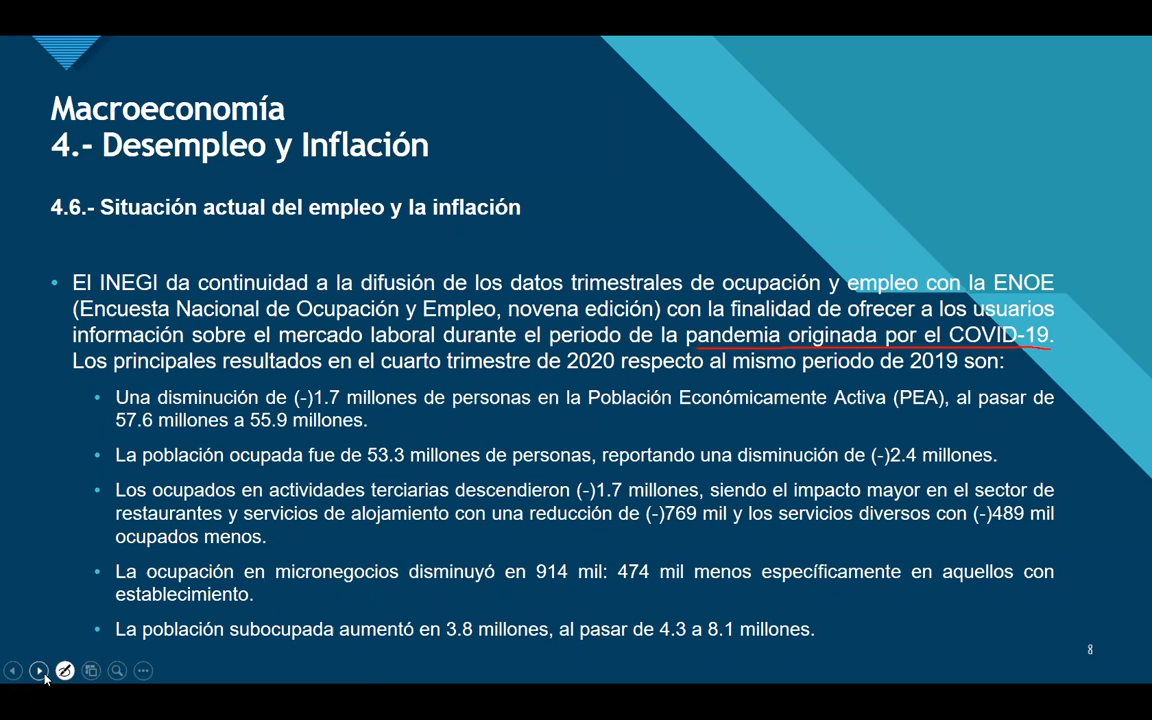 Macroeconomía
4.- Desempleo y Inflación
4.6.- Situación actual del empleo y la inflación
• El INEGI da continuidad a la difusión de los datos trimestrales de ocupación y empleo con la ENOE
(Encuesta Nacional de Ocupación y Empleo, novena edición) con la finalidad de ofrecer a los usuarios
información sobre el mercado laboral durante el periodo de la pandemia originada por el COVID-19.
Los principales resultados en el cuarto trimestre de 2020 respecto al mismo periodo de 2019 son:
• Una disminución de (-)1.7 millones de personas en la Población Económicamente Activa (PEA), al pasar de
57.6 millones a 55.9 millones.
• La población ocupada fue de 53.3 millones de personas, reportando una disminución de (-)2.4 millones.
• Los ocupados en actividades terciarias descendieron (-)1.7 millones, siendo el impacto mayor en el sector de
restaurantes y servicios de alojamiento con una reducción de (-)769 mil y los servicios diversos con (-)489 mil
ocupados menos.
• La ocupación en micronegocios disminuyó en 914 mil: 474 mil menos específicamente en aquellos con
establecimiento.
• La población subocupada aumentó en 3.8 millones, al pasar de 4.3 a 8.1 millones.
8